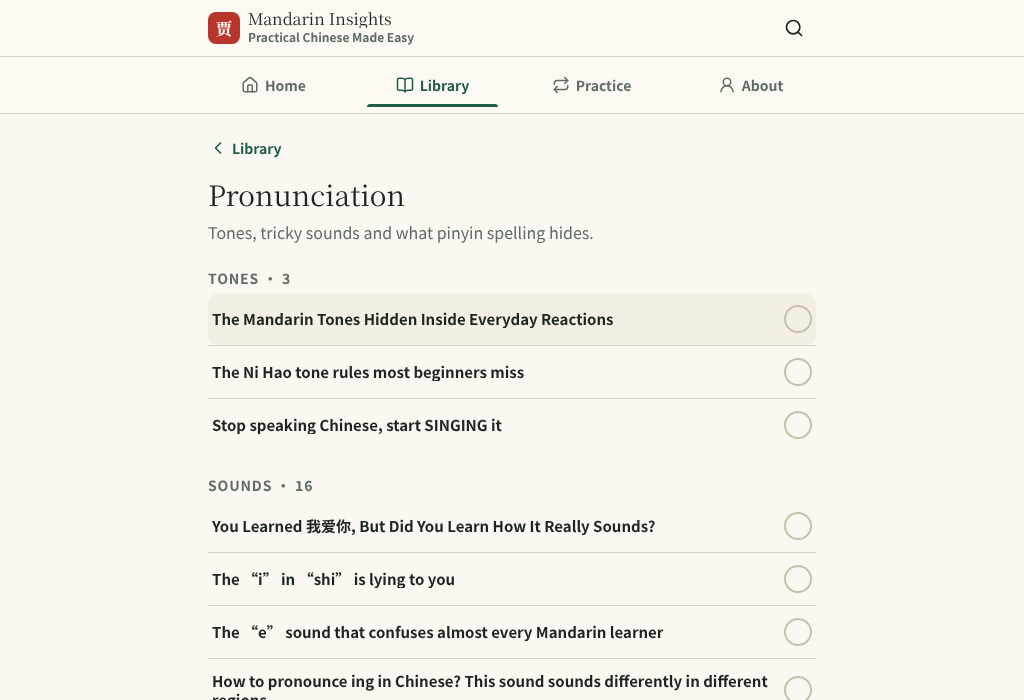 贾
Mandarin Insights
Practical Chinese Made Easy
Home
Library
Practice
About
Library
Pronunciation
Tones, tricky sounds and what pinyin spelling hides.
TONES • 3
The Mandarin Tones Hidden Inside Everyday Reactions
The Ni Hao tone rules most beginners miss
Stop speaking Chinese, start SINGING it
SOUNDS • 16
You Learned 我爱你, But Did You Learn How It Really Sounds?
The “i” in “shi” is lying to you
The “e” sound that confuses almost every Mandarin learner
How to pronounce ing in Chinese? This sound sounds differently in different
regions